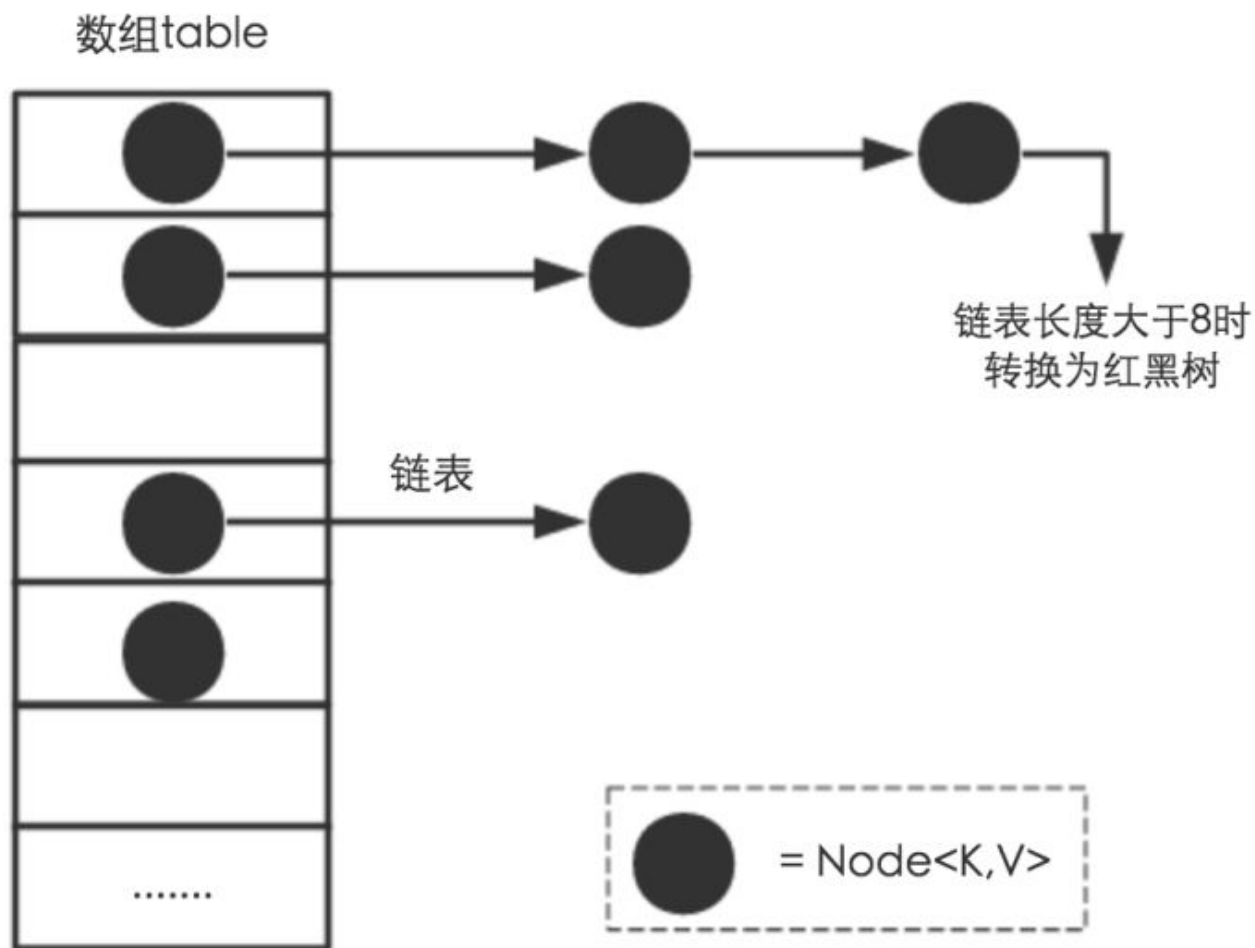 数组table
链表长度大于8时
转换为红黑树
链表
= Node<K,V>
.......